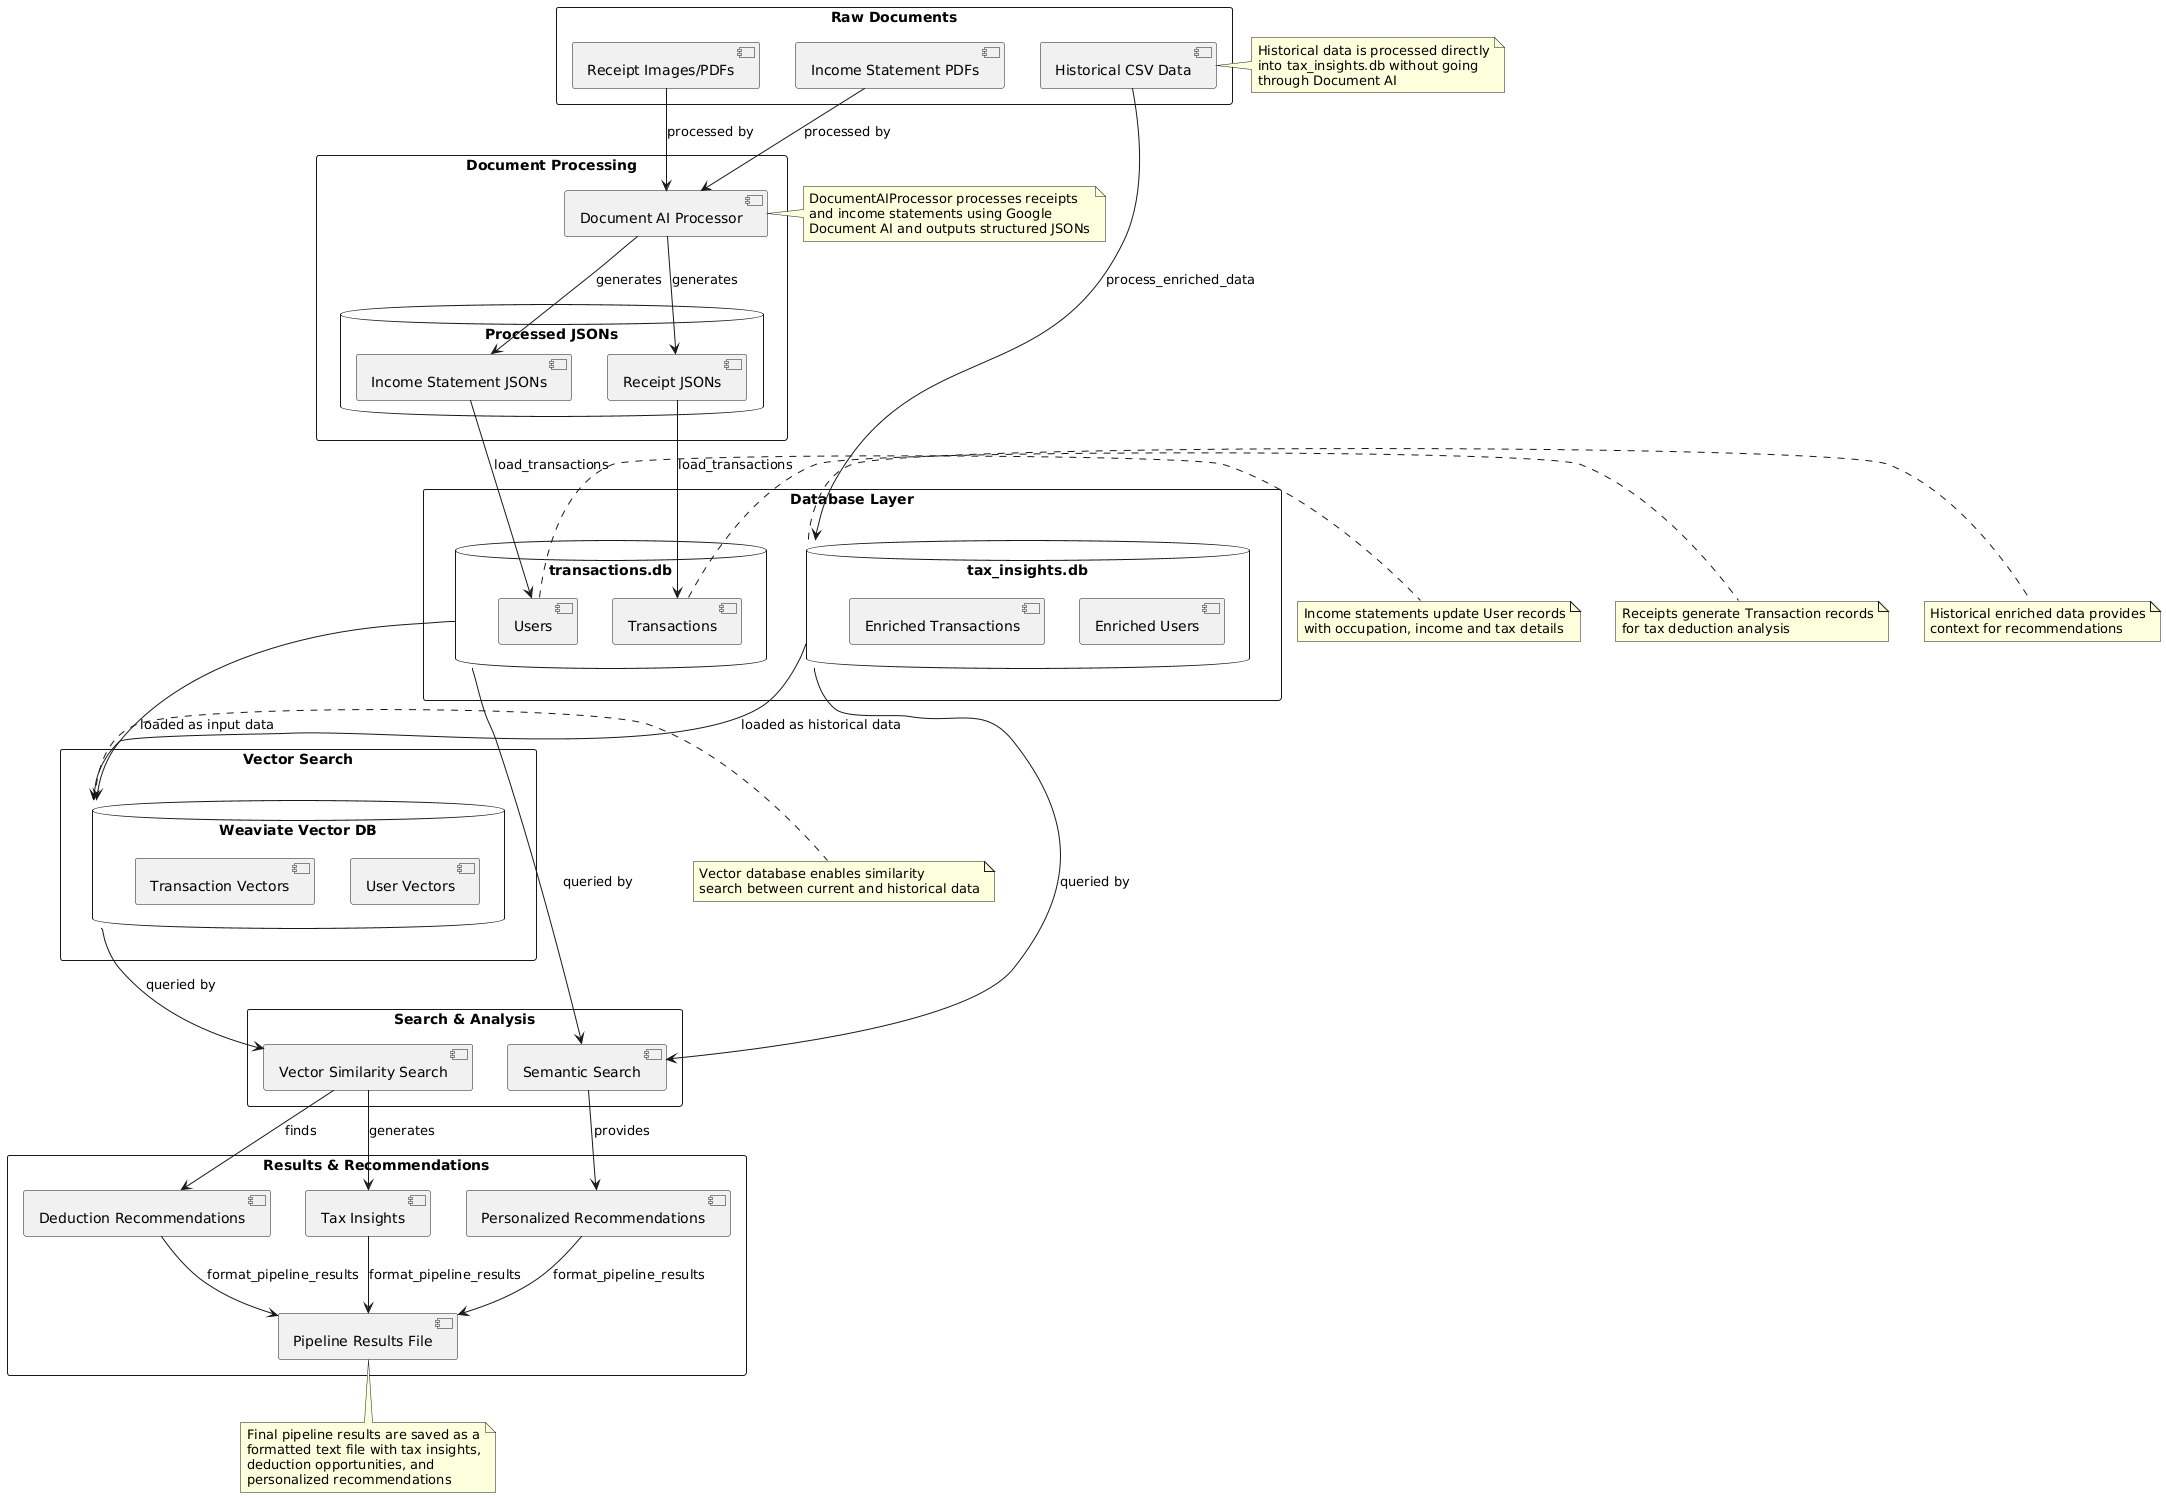 Raw Documents
Receipt Images/PDFs
Income Statement PDFs
Historical CSV Data
Historical data is processed directly
into tax_insights.db without going
through Document AI
processed by
processed by
Document Processing
Document AI Processor
DocumentAIProcessor processes receipts
and income statements using Google
Document AI and outputs structured JSONs
generates
generates
process_enriched_data
Processed JSONs
Income Statement JSONs
Receipt JSONs
load_transactions
load_transactions
Database Layer
transactions.db
Users
Transactions
tax_insights.db
Enriched Transactions
Enriched Users
Income statements update User records
with occupation, income and tax details
Receipts generate Transaction records
for tax deduction analysis
Historical enriched data provides
context for recommendations
loaded as input data
loaded as historical data
Vector Search
Weaviate Vector DB
Transaction Vectors
User Vectors
queried by
Vector database enables similarity
search between current and historical data
queried by
queried by
Search & Analysis
Vector Similarity Search
Semantic Search
finds
generates
provides
Results & Recommendations
Deduction Recommendations
Tax Insights
Personalized Recommendations
format_pipeline_results
format_pipeline_results
format_pipeline_results
Pipeline Results File
Final pipeline results are saved as a
formatted text file with tax insights,
deduction opportunities, and
personalized recommendations